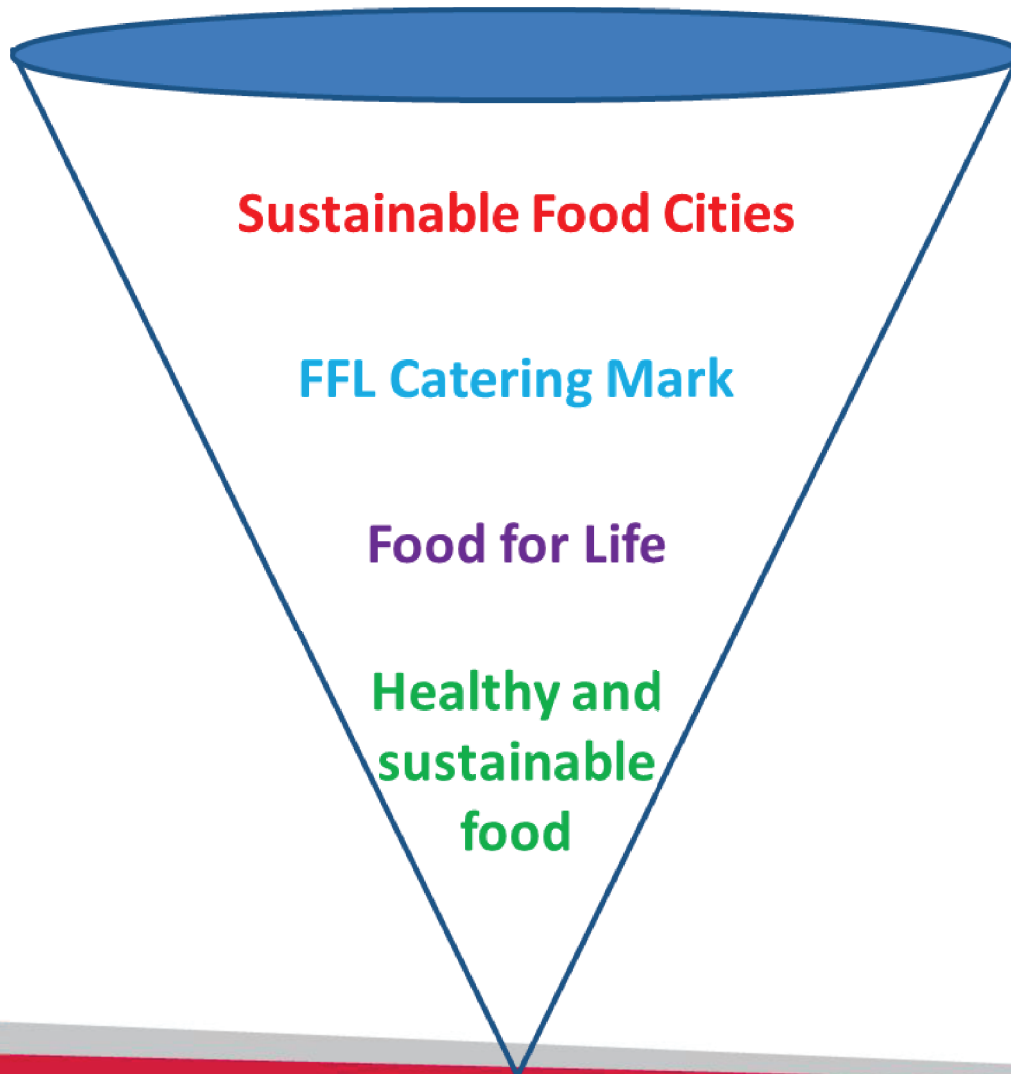 Sustainable Food Cities
FFL Catering Mark
Food for Life
Healthy and
sustainable
food